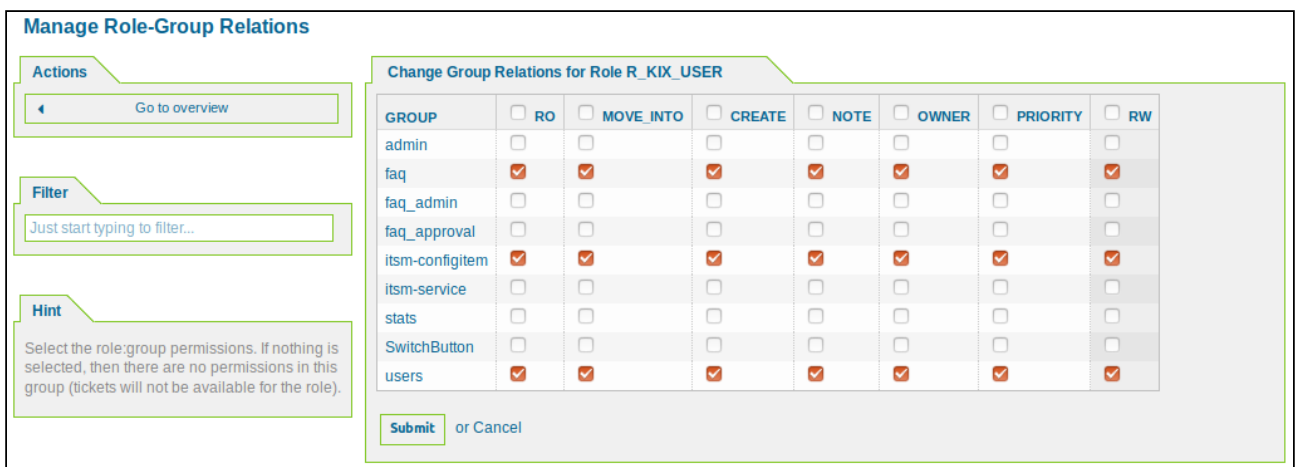 Manage Role-Group Relations
Actions
Go to overview
Filter
Just start typing to filter...
Hint
Select the role:group permissions. If nothing is
selected, then there are no permissions in this
group (tickets will not be available for the role).
Change Group Relations for Role R_KIX_USER
GROUP RO MOVE_INTO CREATE NOTE OWNER PRIORITY RW
admin
faq
faq_admin
faq_approval
itsm-configitem
itsm-service
stats
SwitchButton
users
Submit or Cancel